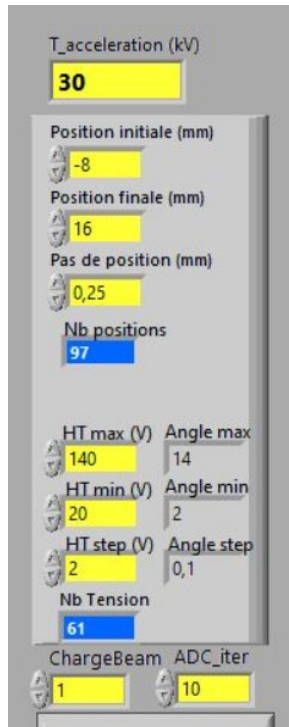 T_acceleration (kV)
30
Position initiale (mm)
-8
Position finale (mm)
16
Pas de position (mm)
0,25
Nb positions
97
HT max (V) Angle max
140 14
HT min (V) Angle min
20 2
HT step (V) Angle step
2 0,1
Nb Tension
61
ChargeBeam ADC_iter
1 10